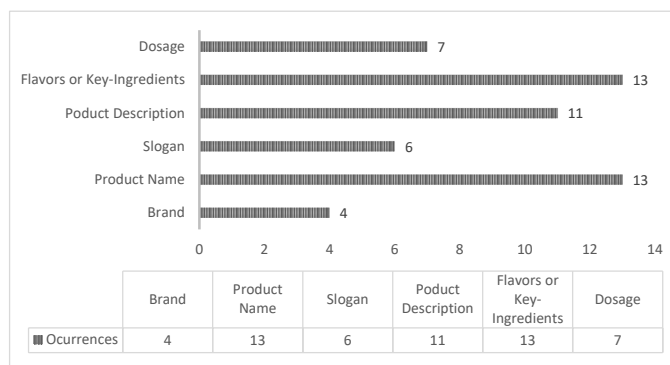 Dosage 7
Flavors or Key-Ingredients 13
Poduct Description 11
Slogan 6
Product Name 13
Brand 4
0 2 4 6 8 10 12 14
Brand
Product
Name
Slogan
Poduct
Description
Flavors or
Key-
Ingredients
Dosage
Ocurrences 4 13 6 11 13 7